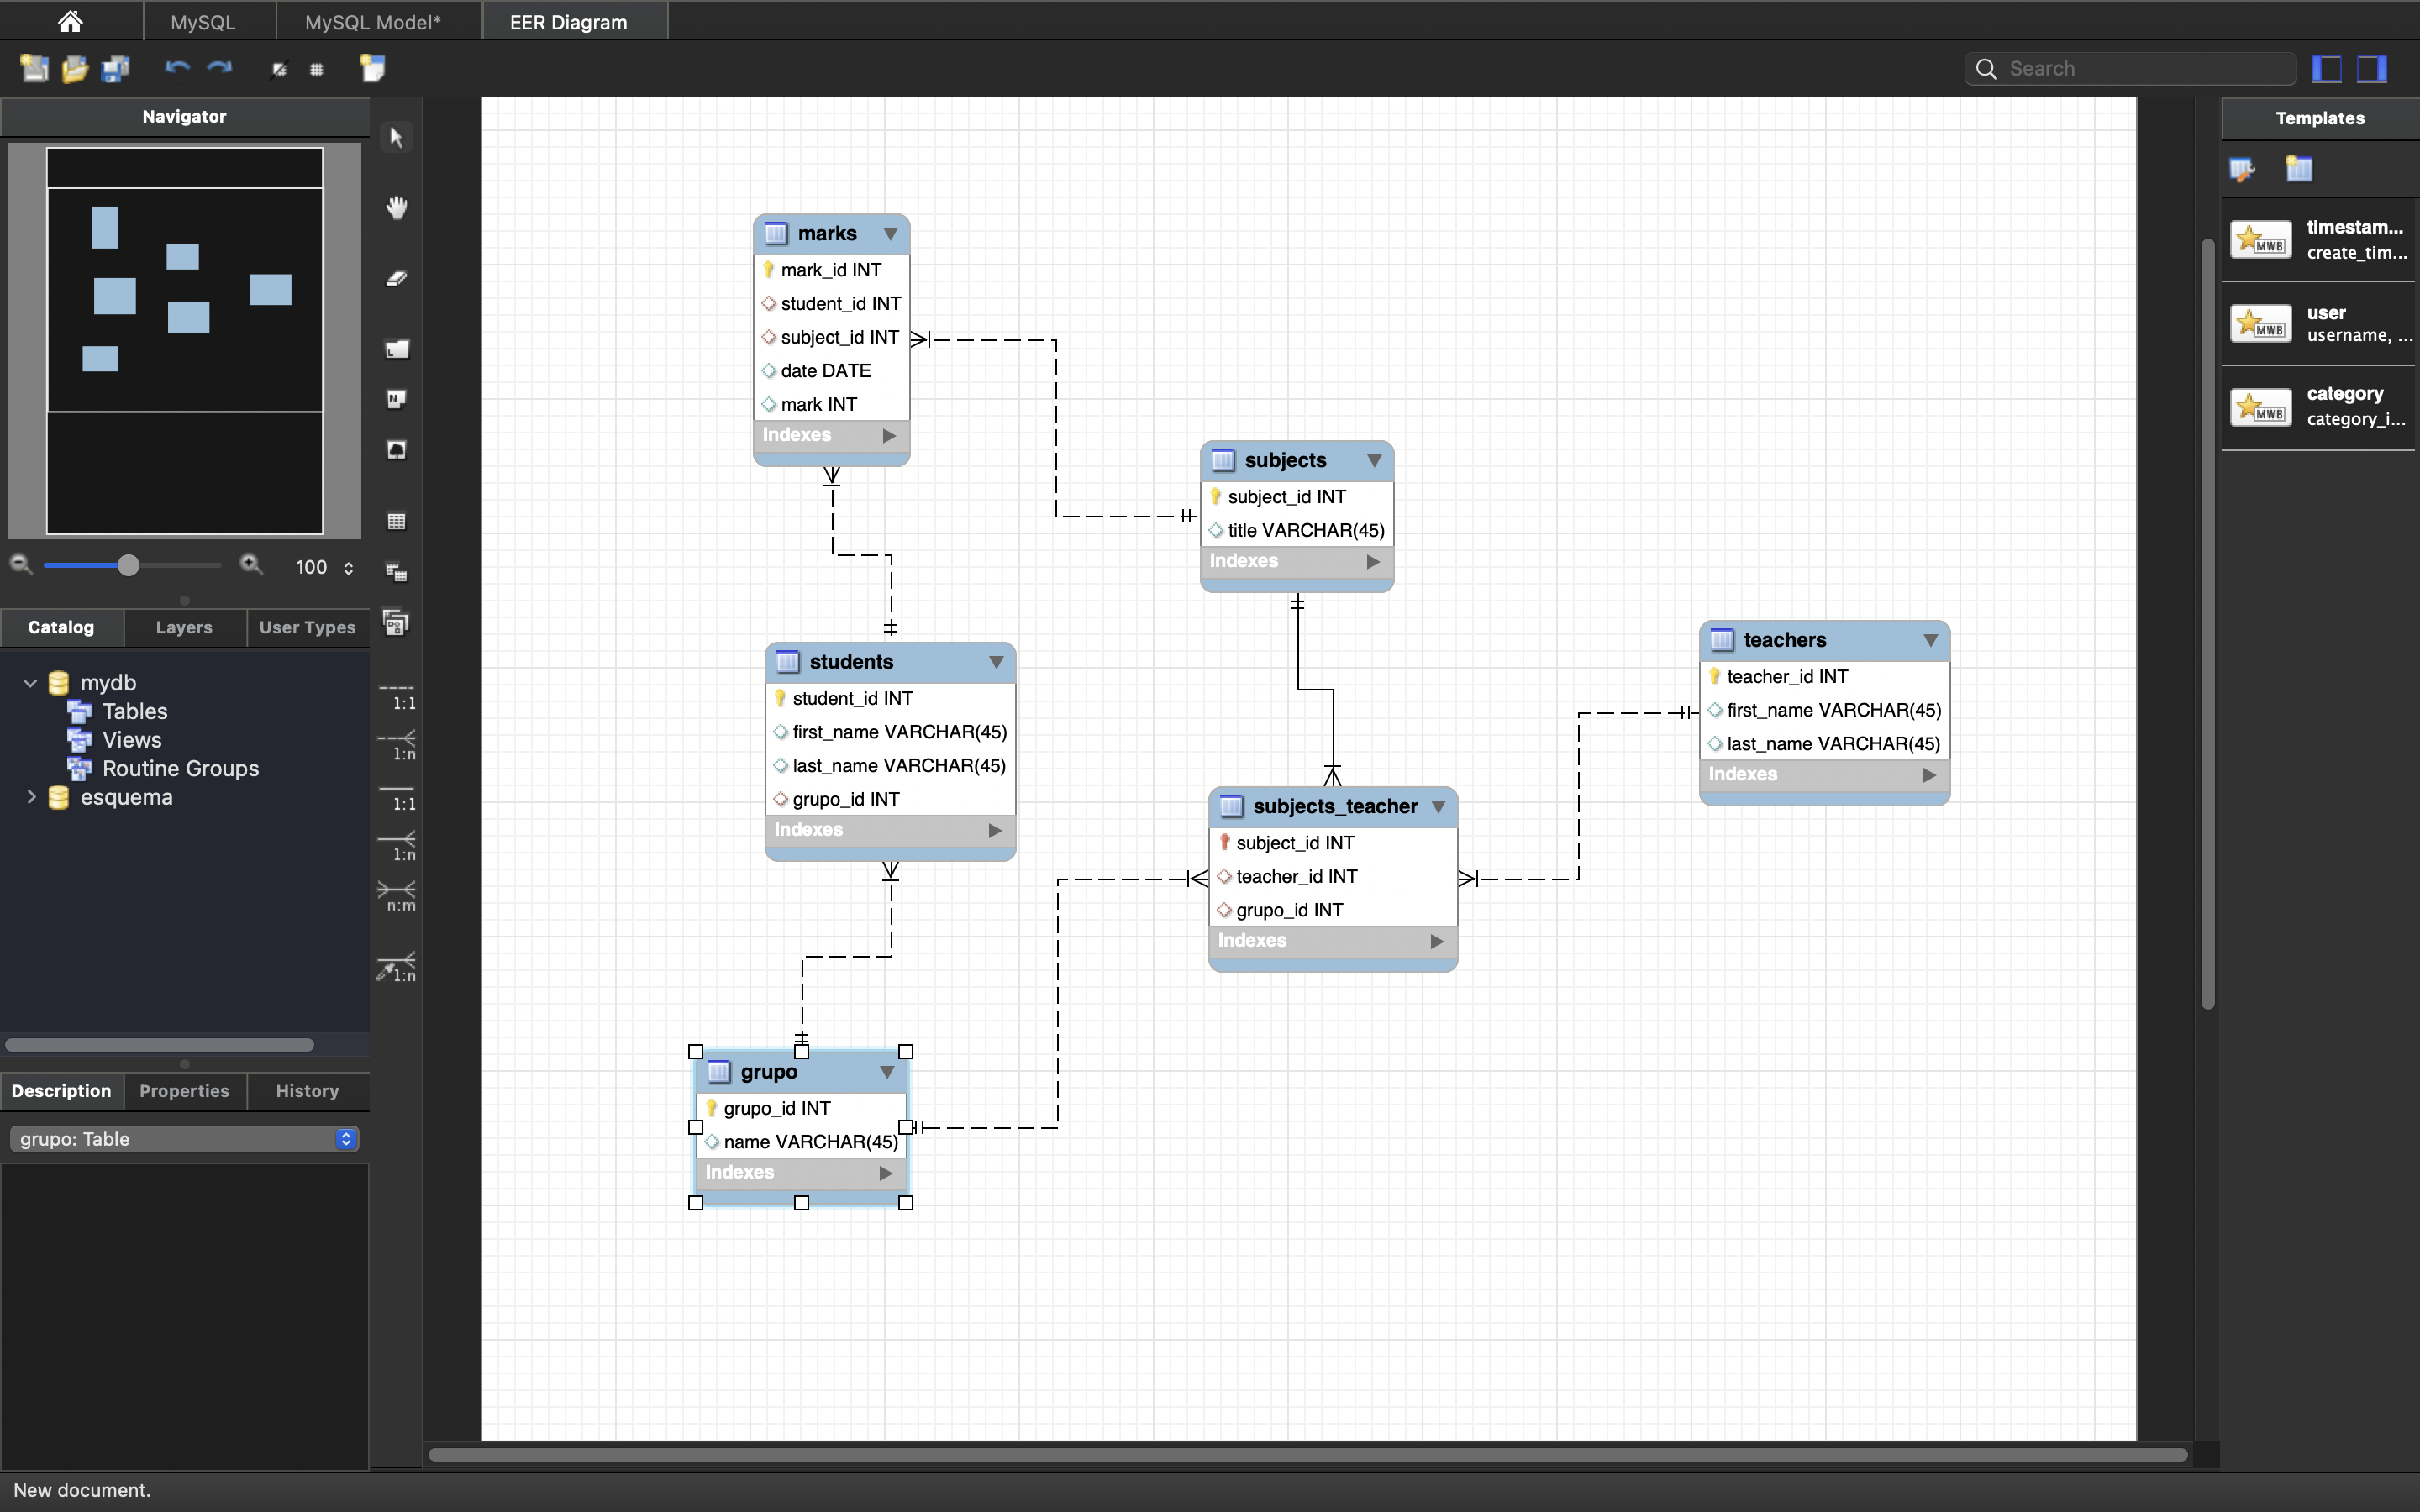 MySQL
MySQL Model*
EER Diagram
Search
Navigator
100
Catalog
Layers
User Types
mydb
Tables
Views
Routine Groups
esquema
Description
Properties
History
grupo: Table
New document.
L
N
1:1
1:n
1:1
1:n
n:m
1:n
marks
mark_id INT
student_id INT
subject_id INT
date DATE
mark INT
Indexes
subjects
subject_id INT
title VARCHAR(45)
Indexes
students
student_id INT
first_name VARCHAR(45)
last_name VARCHAR(45)
grupo_id INT
Indexes
teachers
teacher_id INT
first_name VARCHAR(45)
last_name VARCHAR(45)
Indexes
subjects_teacher
subject_id INT
teacher_id INT
grupo_id INT
Indexes
grupo
grupo_id INT
name VARCHAR(45)
Indexes
Templates
MWB
timestam...
create_tim...
MWB
user
username, ...
MWB
category
category_i...